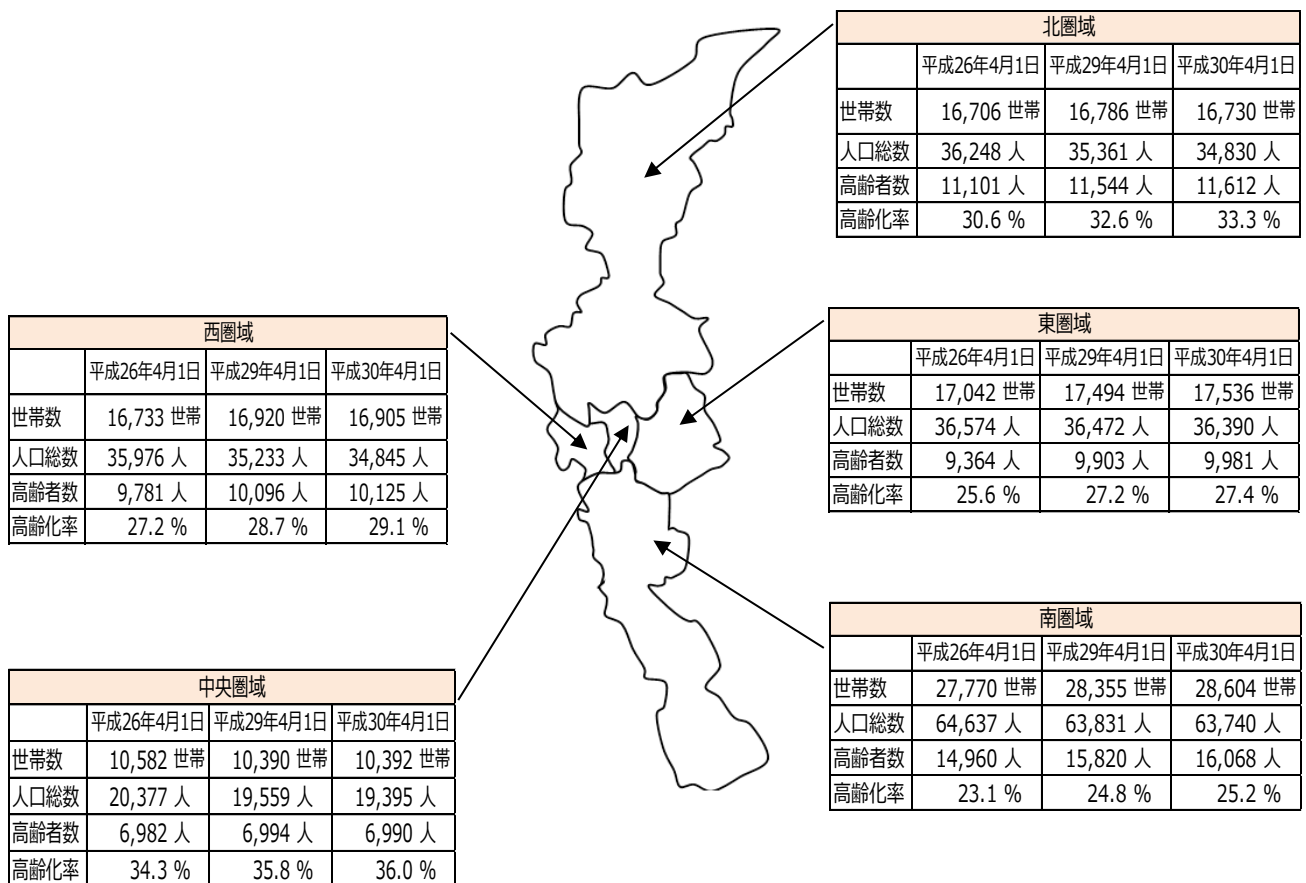 北圏域
平成26年4月1日 平成29年4月1日 平成30年4月1日
世帯数 16,706 世帯 16,786 世帯 16,730 世帯
人口総数 36,248 人 35,361 人 34,830 人
高齢者数 11,101 人 11,544 人 11,612 人
高齢化率 30.6 % 32.6 % 33.3 %
西圏域
平成26年4月1日 平成29年4月1日 平成30年4月1日
世帯数 16,733 世帯 16,920 世帯 16,905 世帯
人口総数 35,976 人 35,233 人 34,845 人
高齢者数 9,781 人 10,096 人 10,125 人
高齢化率 27.2 % 28.7 % 29.1 %
東圏域
平成26年4月1日 平成29年4月1日 平成30年4月1日
世帯数 17,042 世帯 17,494 世帯 17,536 世帯
人口総数 36,574 人 36,472 人 36,390 人
高齢者数 9,364 人 9,903 人 9,981 人
高齢化率 25.6 % 27.2 % 27.4 %
中央圏域
平成26年4月1日 平成29年4月1日 平成30年4月1日
世帯数 10,582 世帯 10,390 世帯 10,392 世帯
人口総数 20,377 人 19,559 人 19,395 人
高齢者数 6,982 人 6,994 人 6,990 人
高齢化率 34.3 % 35.8 % 36.0 %
南圏域
平成26年4月1日 平成29年4月1日 平成30年4月1日
世帯数 27,770 世帯 28,355 世帯 28,604 世帯
人口総数 64,637 人 63,831 人 63,740 人
高齢者数 14,960 人 15,820 人 16,068 人
高齢化率 23.1 % 24.8 % 25.2 %